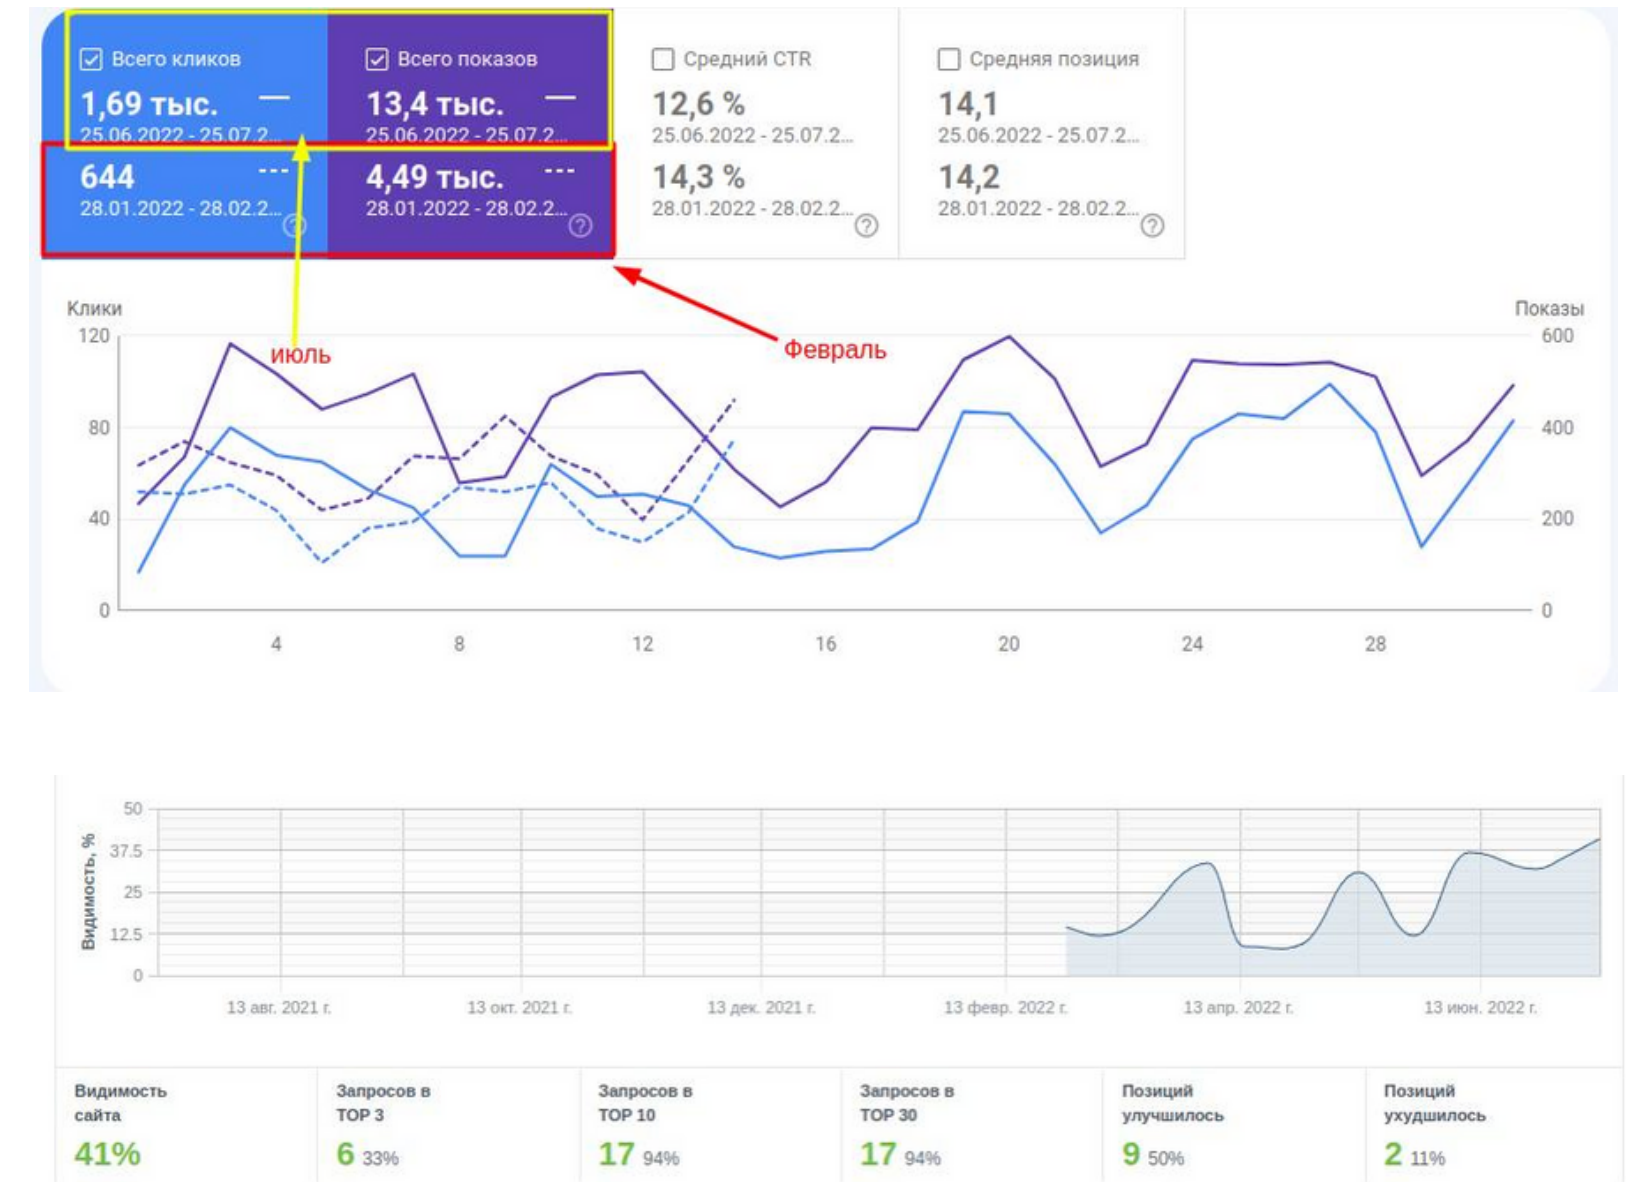 Всего кликов
1,69 тыс.
25.06.2022 - 25.07.2...
644
28.01.2022 - 28.02.2...
Всего показов
13,4 тыс.
25.06.2022 - 25.07.2...
4,49 тыс.
28.01.2022 - 28.02.2...
Средний CTR
12,6 %
25.06.2022 - 25.07.2...
14,3 %
28.01.2022 - 28.02.2...
Средняя позиция
14,1
25.06.2022 - 25.07.2...
14,2
28.01.2022 - 28.02.2...
Клики
Показы
120
600
июль
Февраль
80
400
40
200
0
0
4 8 12 16 20 24 28
Видимость, %
50
37.5
25
12.5
0
13 авг. 2021 г. 13 окт. 2021 г. 13 дек. 2021 г. 13 февр. 2022 г. 13 апр. 2022 г. 13 июн. 2022 г.
Видимость
сайта
41%
Запросов в
TOP 3
6 33%
Запросов в
TOP 10
17 94%
Запросов в
TOP 30
17 94%
Позиций
улучшилось
9 50%
Позиций
ухудшилось
2 11%